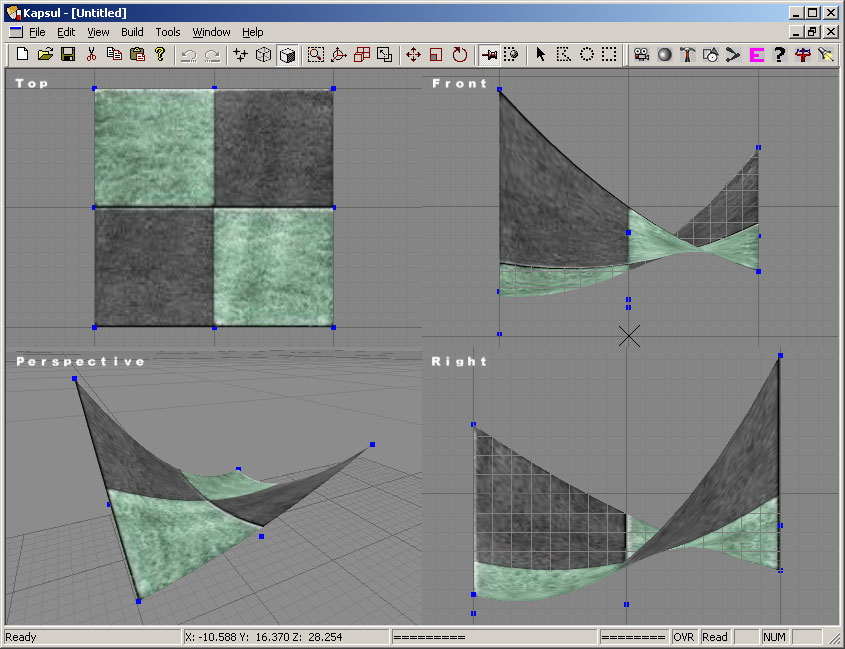 Kapsul - [Untitled]
File Edit View Build Tools Window Help
Top
Front
Perspective
Right
Ready X: -10.588 Y: 16.370 Z: 28.254 ========= ======== OVR Read NUM